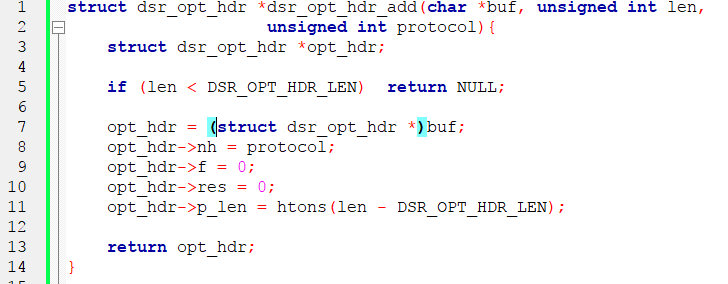 1 struct dsr_opt_hdr *dsr_opt_hdr_add(char *buf, unsigned int len,
2                     unsigned int protocol){
3     struct dsr_opt_hdr *opt_hdr;
4
5     if (len < DSR_OPT_HDR_LEN)  return NULL;
6
7     opt_hdr = (struct dsr_opt_hdr *)buf;
8     opt_hdr->nh = protocol;
9     opt_hdr->f = 0;
10     opt_hdr->res = 0;
11     opt_hdr->p_len = htons(len - DSR_OPT_HDR_LEN);
12
13     return opt_hdr;
14 }